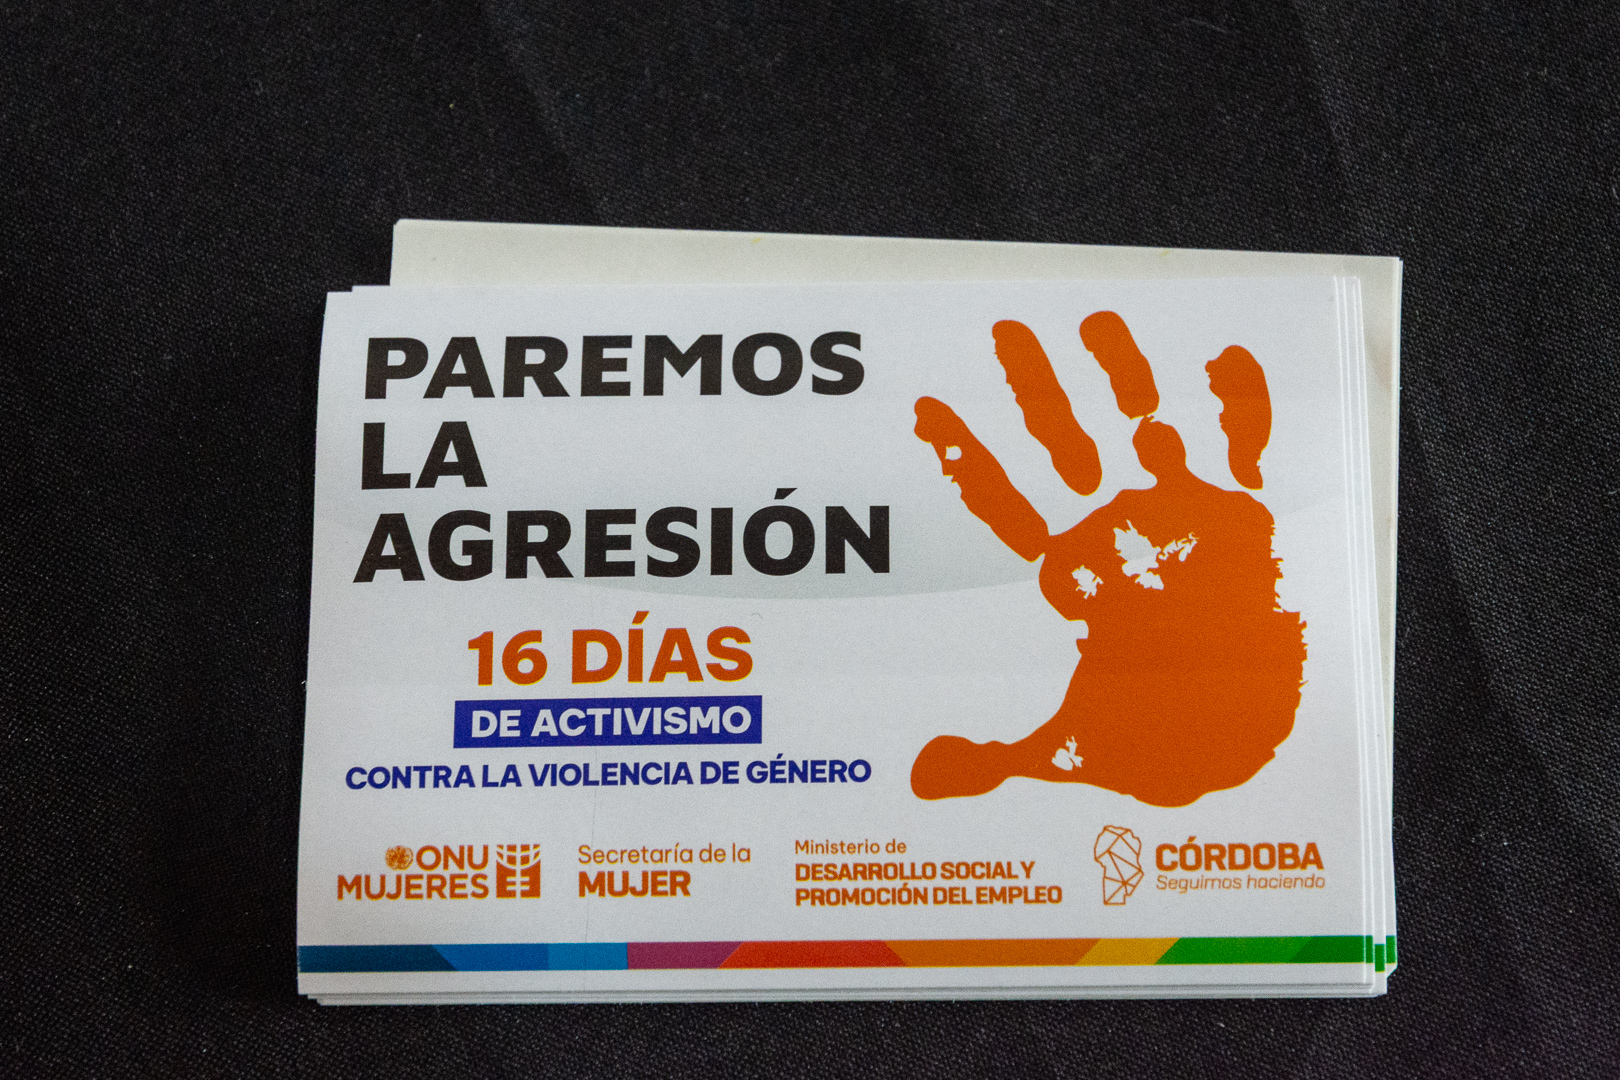 PAREMOS
LA
AGRESIÓN
16 DÍAS
DE ACTIVISMO
CONTRA LA VIOLENCIA DE GÉNERO
ONU
MUJERES
Secretaría de la
MUJER
Ministerio de
DESARROLLO SOCIAL Y
PROMOCIÓN DEL EMPLEO
CÓRDOBA
Seguimos haciendo